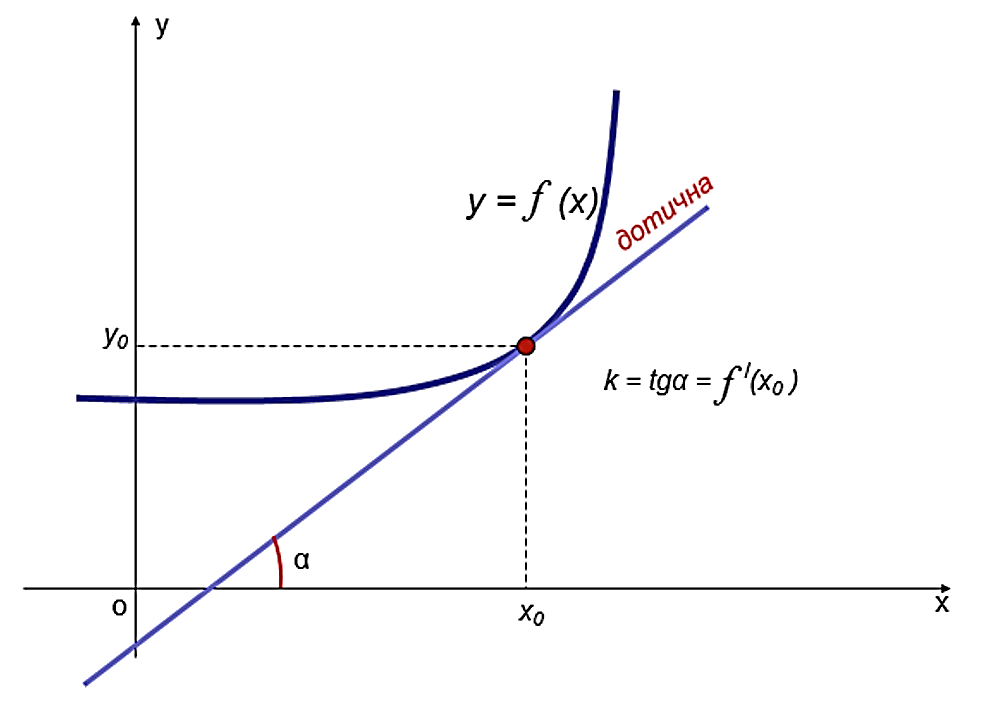 y
y = f (x)
дотична
y₀
k = tgα = f ′(x₀ )
α
o
x₀
x